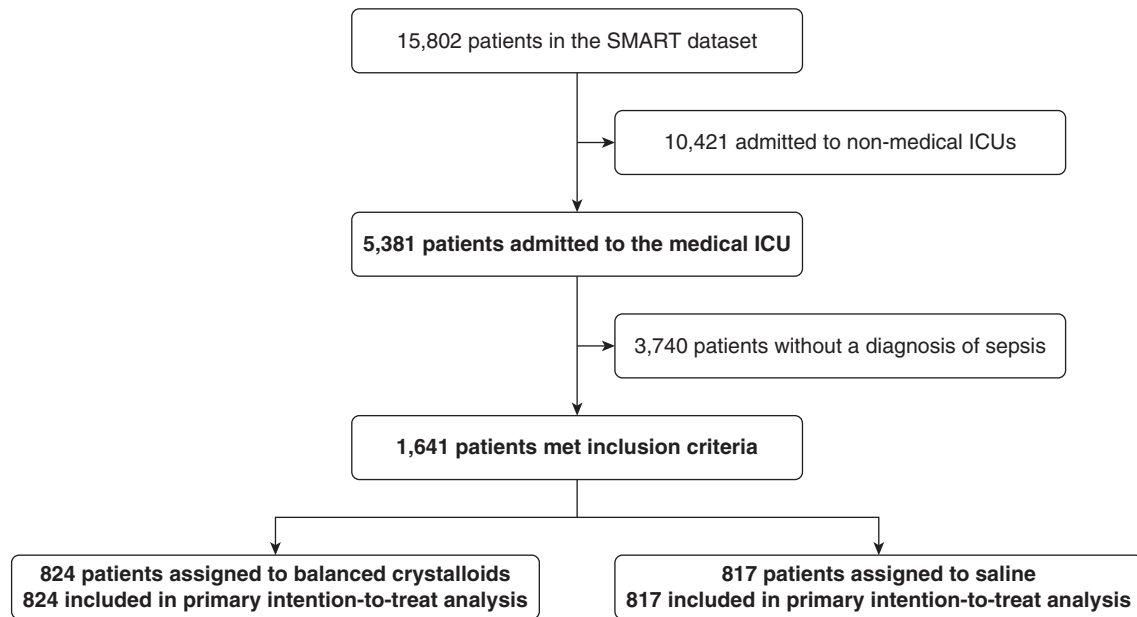 15,802 patients in the SMART dataset
10,421 admitted to non-medical ICUs
5,381 patients admitted to the medical ICU
3,740 patients without a diagnosis of sepsis
1,641 patients met inclusion criteria
824 patients assigned to balanced crystalloids
824 included in primary intention-to-treat analysis
817 patients assigned to saline
817 included in primary intention-to-treat analysis